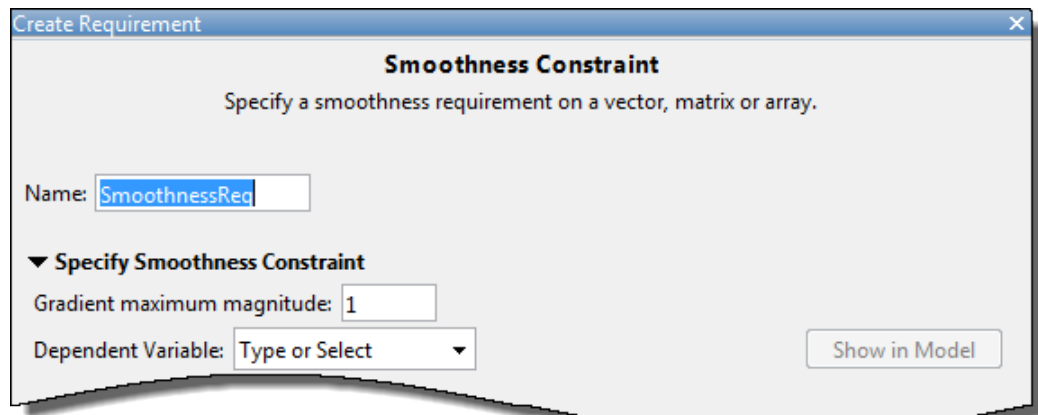 Create Requirement
Smoothness Constraint
Specify a smoothness requirement on a vector, matrix or array.
Name: SmoothnessReq
Specify Smoothness Constraint
Gradient maximum magnitude: 1
Dependent Variable: Type or Select Show in Model